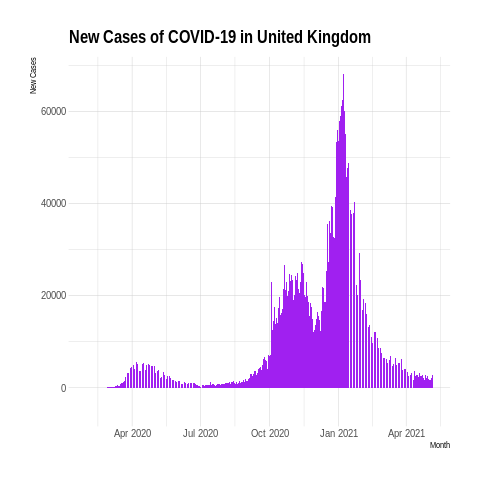 New Cases of COVID-19 in United Kingdom
New Cases
60000
40000
20000
0
Apr 2020 Jul 2020 Oct 2020 Jan 2021 Apr 2021
Month